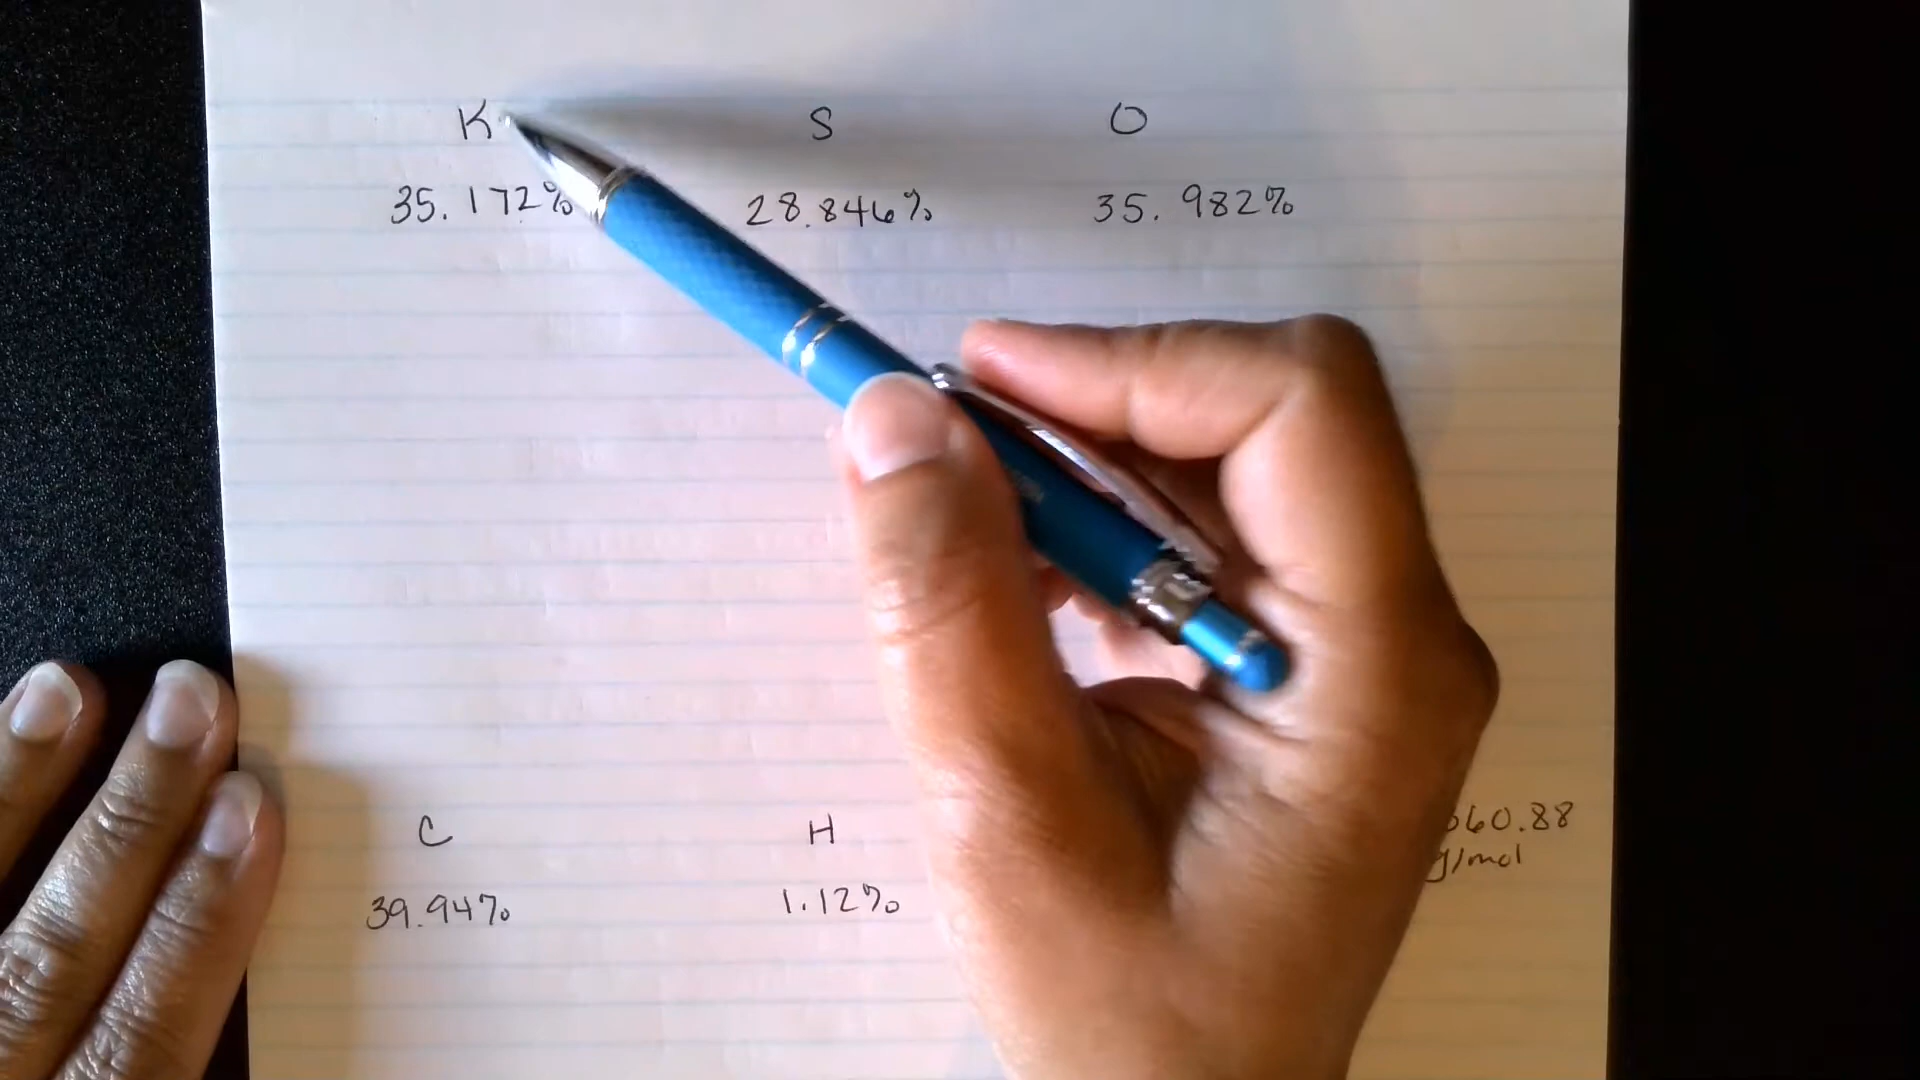 K S O
35.172% 28.846% 35.982%
C H 60.88
g/mol
39.94% 1.12%